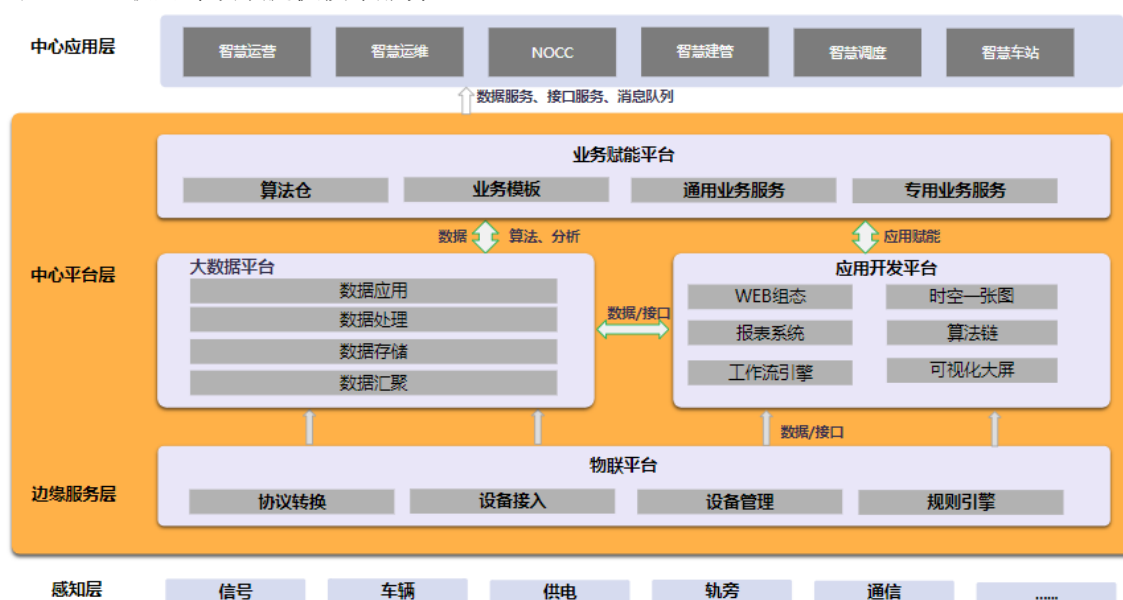 中心应用层
智慧运营 智慧运维 NOCC 智慧建管 智慧调度 智慧车站
数据服务、接口服务、消息队列
业务赋能平台
算法仓 业务模板 通用业务服务 专用业务服务
数据 算法、分析 应用赋能
中心平台层
大数据平台
数据应用
数据处理
数据存储
数据汇聚
数据/接口
应用开发平台
WEB组态 时空一张图
报表系统 算法链
工作流引擎 可视化大屏
数据/接口
物联平台
边缘服务层
协议转换 设备接入 设备管理 规则引擎
感知层 信号 车辆 供电 轨旁 通信 ......